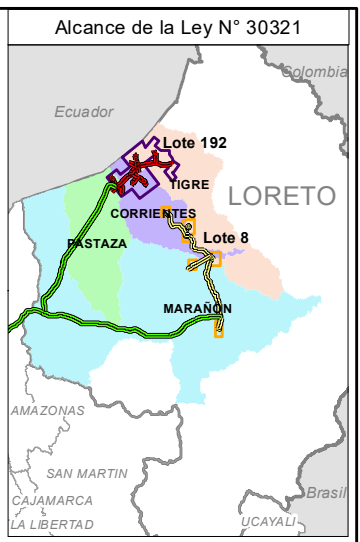 Alcance de la Ley N° 30321
Colombia
Ecuador
Lote 192
TIGRE
LORETO
CORRIENTES
Lote 8
PASTAZA
MARAÑON
AMAZONAS
SAN MARTIN
Brasil
CAJAMARCA
LA LIBERTAD
UCAYALI